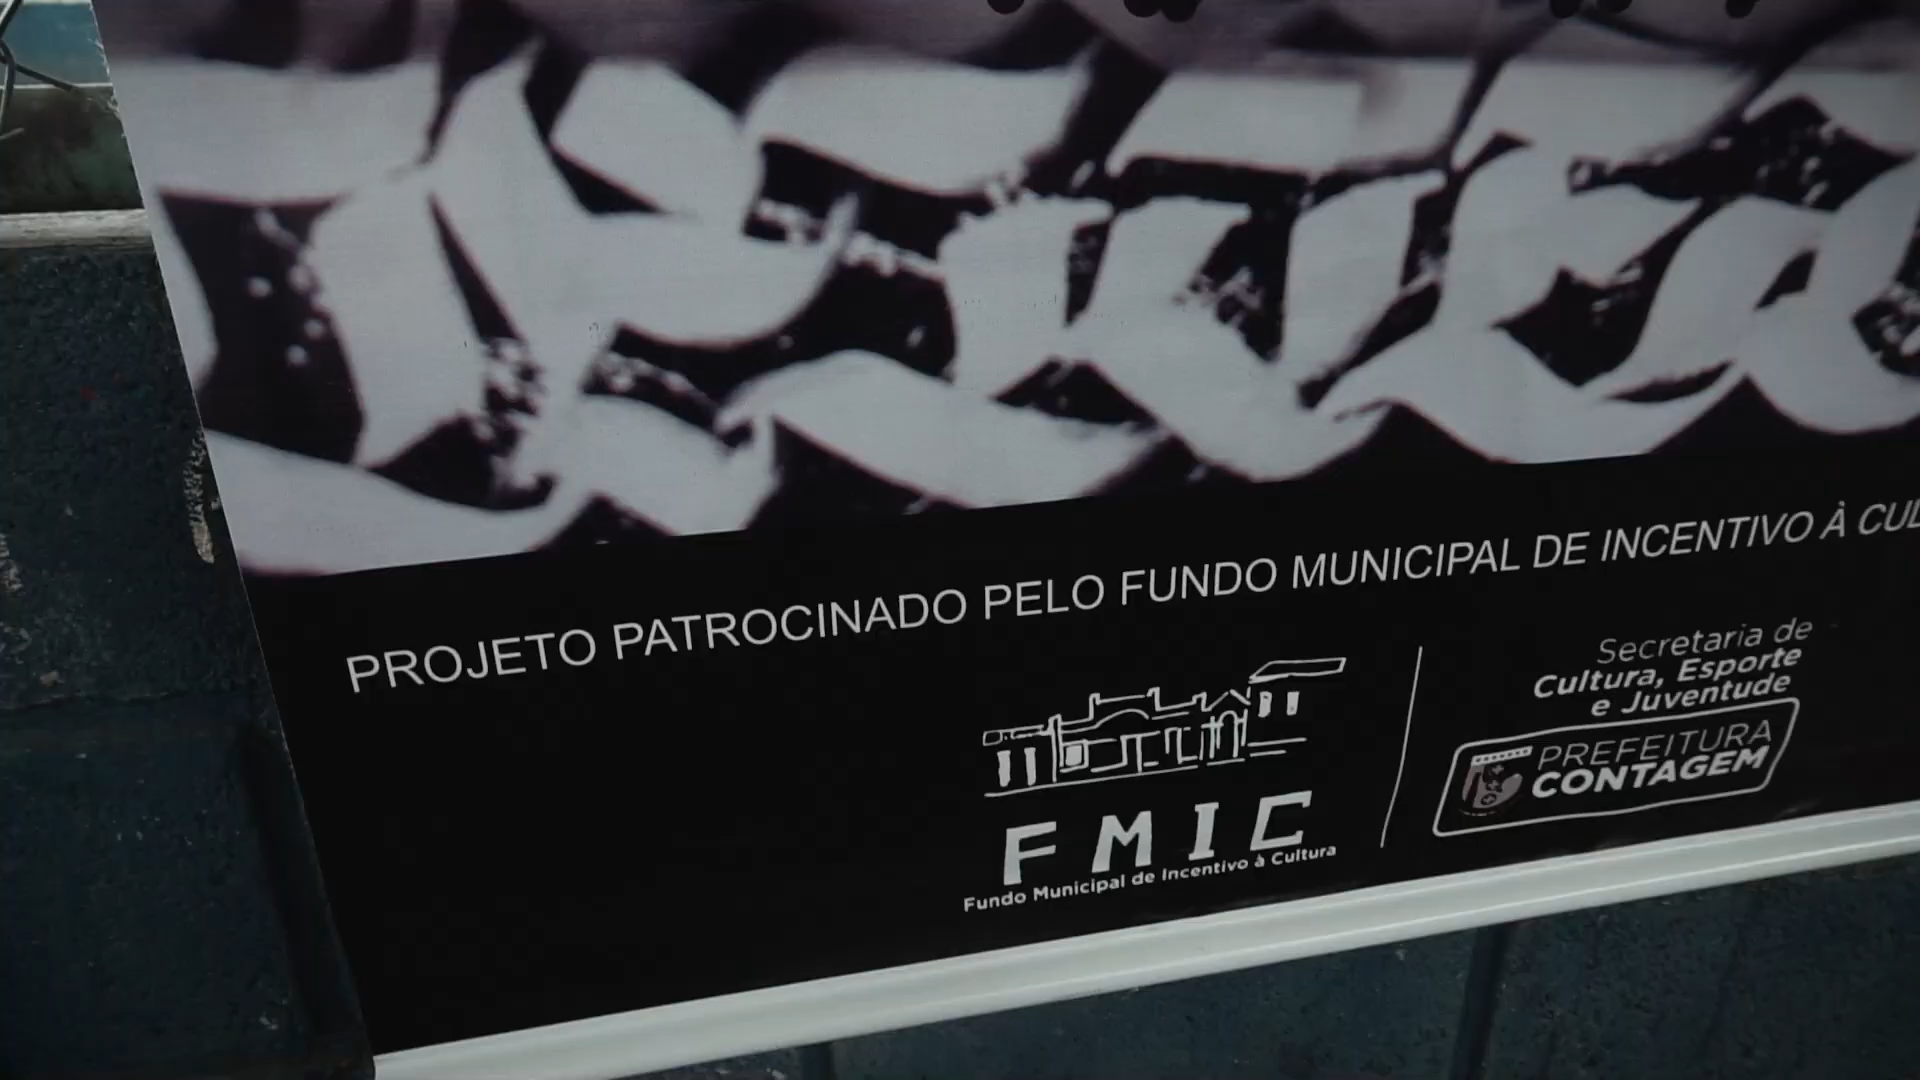 PROJETO PATROCINADO PELO FUNDO MUNICIPAL DE INCENTIVO À CUL
Secretaria de
Cultura, Esporte
e Juventude
PREFEITURA
CONTAGEM
FMIC
Fundo Municipal de Incentivo à Cultura